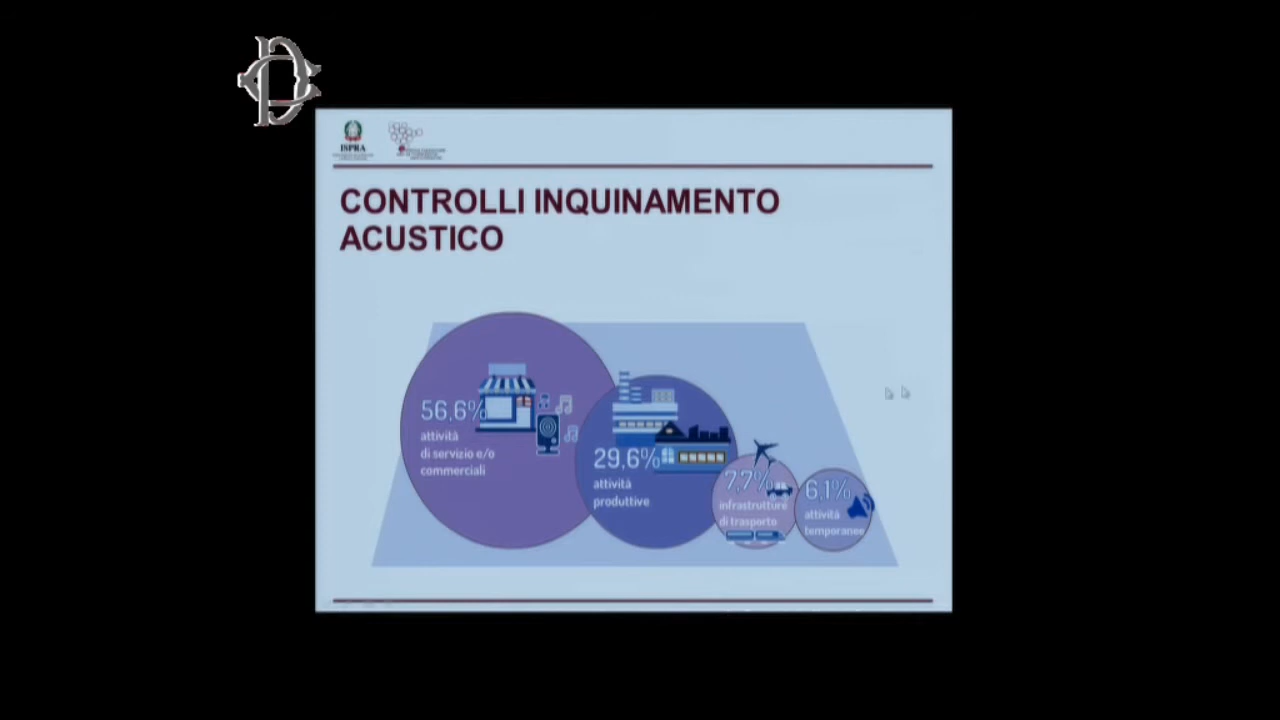 ISPRA
CONTROLLI INQUINAMENTO
ACUSTICO
56,6%
attività
di servizio e/o
commerciali
29,6%
attività
produttive
7,7%
infrastrutture
di trasporto
6,1%
attività
temporanee